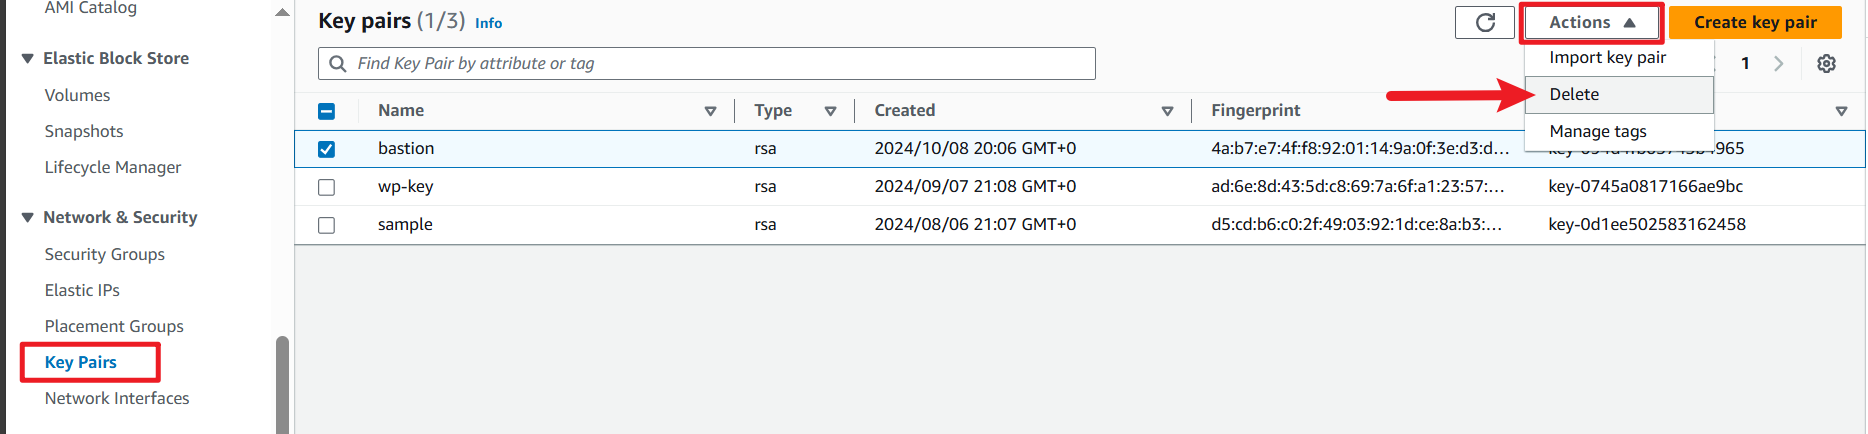 AMI Catalog
Elastic Block Store
Volumes
Snapshots
Lifecycle Manager
Network & Security
Security Groups
Elastic IPs
Placement Groups
Key Pairs
Network Interfaces
Key pairs (1/3) Info
Actions
Create key pair
Find Key Pair by attribute or tag
1
Import key pair
Delete
Manage tags
Name Type Created Fingerprint
bastion rsa 2024/10/08 20:06 GMT+0 4a:b7:e7:4f:f8:92:01:14:9a:0f:3e:d3:d...
wp-key rsa 2024/09/07 21:08 GMT+0 ad:6e:8d:43:5d:c8:69:7a:6f:a1:23:57:... key-0745a0817166ae9bc
sample rsa 2024/08/06 21:07 GMT+0 d5:cd:b6:c0:2f:49:03:92:1d:ce:8a:b3:... key-0d1ee502583162458